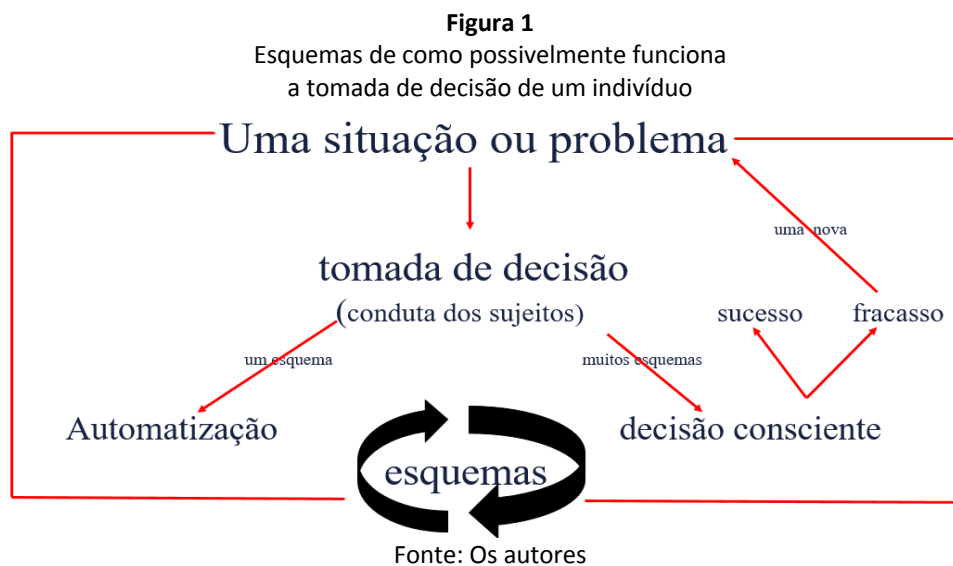 Figura 1
Esquemas de como possivelmente funciona
a tomada de decisão de um indivíduo
Uma situação ou problema
uma nova
tomada de decisão
(conduta dos sujeitos)
sucesso
fracasso
um esquema
muitos esquemas
Automatização
decisão consciente
esquemas
Fonte: Os autores